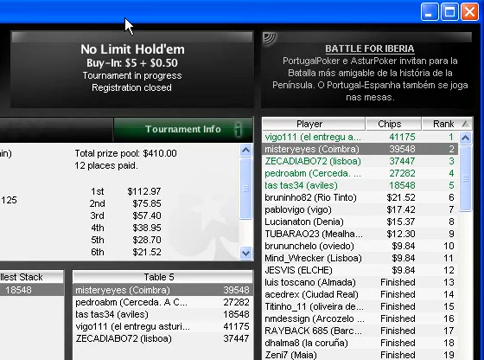 No Limit Hold'em
Buy-In: $5 + $0.50
Tournament in progress
Registration closed
BATTLE FOR IBERIA
PortugalPoker e AsturPoker invitan para la
Batalla más amigable de la história de la
Península. O Portugal-Espanha também se joga
nas mesas.
Tournament Info
Total prize pool: $410.00
12 places paid.
125
1st $112.97
2nd $75.85
3rd $57.40
4th $38.95
5th $28.70
6th $21.52
Player Chips Rank
vigo111 (el entregu a... 41175 1
misteryeyes (Coimbra) 39548 2
ZECADIABO72 (lisboa) 37447 3
pedroabm (Cerceda. ... 27282 4
tas tas34 (aviles) 18548 5
bruninho82 (Rio Tinto) $21.52 6
pablovigo (vigo) $17.42 7
Lucianaton (Denia) $15.37 8
TUBARAO23 (Mealha... $12.30 9
brununchelo (oviedo) $9.84 10
Mind_Wrecker (Lisboa) $9.84 11
JESVIS (ELCHE) $9.84 12
luis toscano (Almada) Finished 13
acedrex (Ciudad Real) Finished 14
Titinho_11 (oliveira de... Finished 15
nmdessign (Arcozelo ... Finished 16
RAYBACK 685 (Barc... Finished 17
dhalma8 (la coruña) Finished 18
Zeni7 (Maia) Finished 19
llest Stack
18548
Table 5
misteryeyes (Coimbra) 39548
pedroabm (Cerceda. A C... 27282
tas tas34 (aviles) 18548
vigo111 (el entregu asturi... 41175
ZECADIABO72 (lisboa) 37447